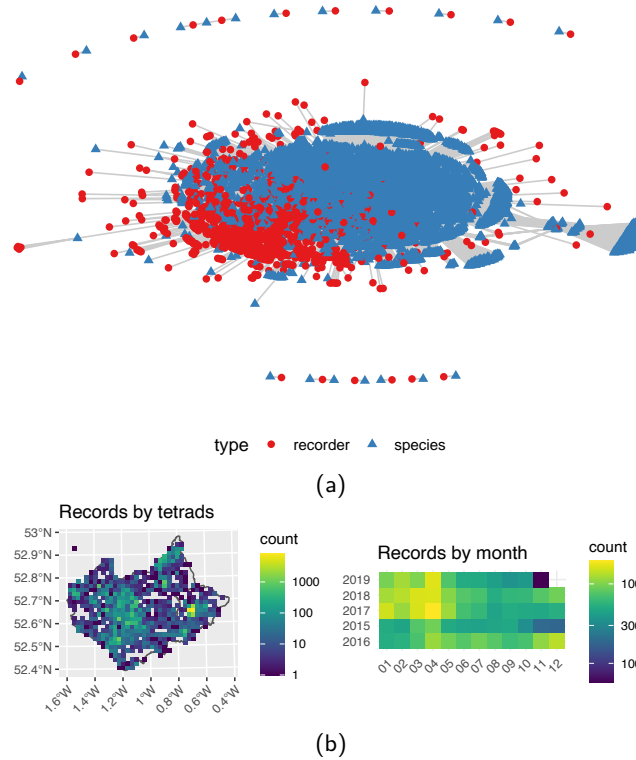 type recorder species
(a)
Records by tetrads
53°N
52.9°N
52.8°N
52.7°N
52.6°N
52.5°N
52.4°N
1.6°W
1.4°W
1.2°W
1°W
0.8°W
0.6°W
0.4°W
count
1000
100
10
1
Records by month
2019
2018
2017
2015
2016
01 02 03 04 05 06 07 08 09 10 11 12
count
100
300
100
(b)